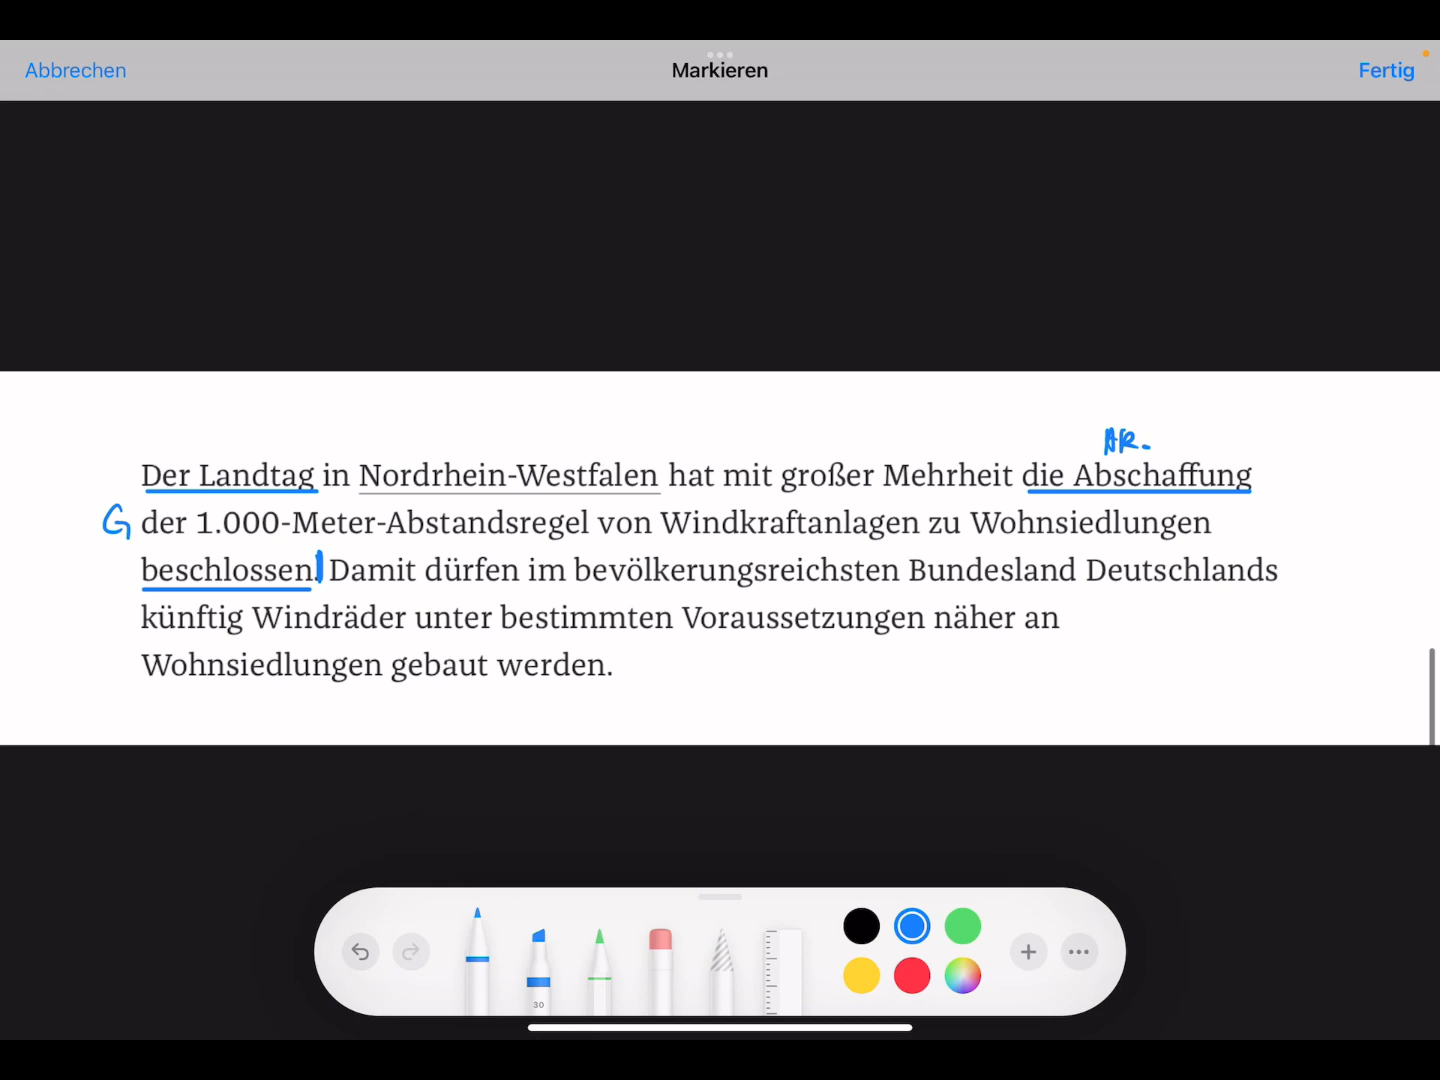 Abbrechen
Markieren
Fertig
AR.
Der Landtag in Nordrhein-Westfalen hat mit großer Mehrheit die Abschaffung
G der 1.000-Meter-Abstandsregel von Windkraftanlagen zu Wohnsiedlungen
beschlossen. Damit dürfen im bevölkerungsreichsten Bundesland Deutschlands
künftig Windräder unter bestimmten Voraussetzungen näher an
Wohnsiedlungen gebaut werden.
30